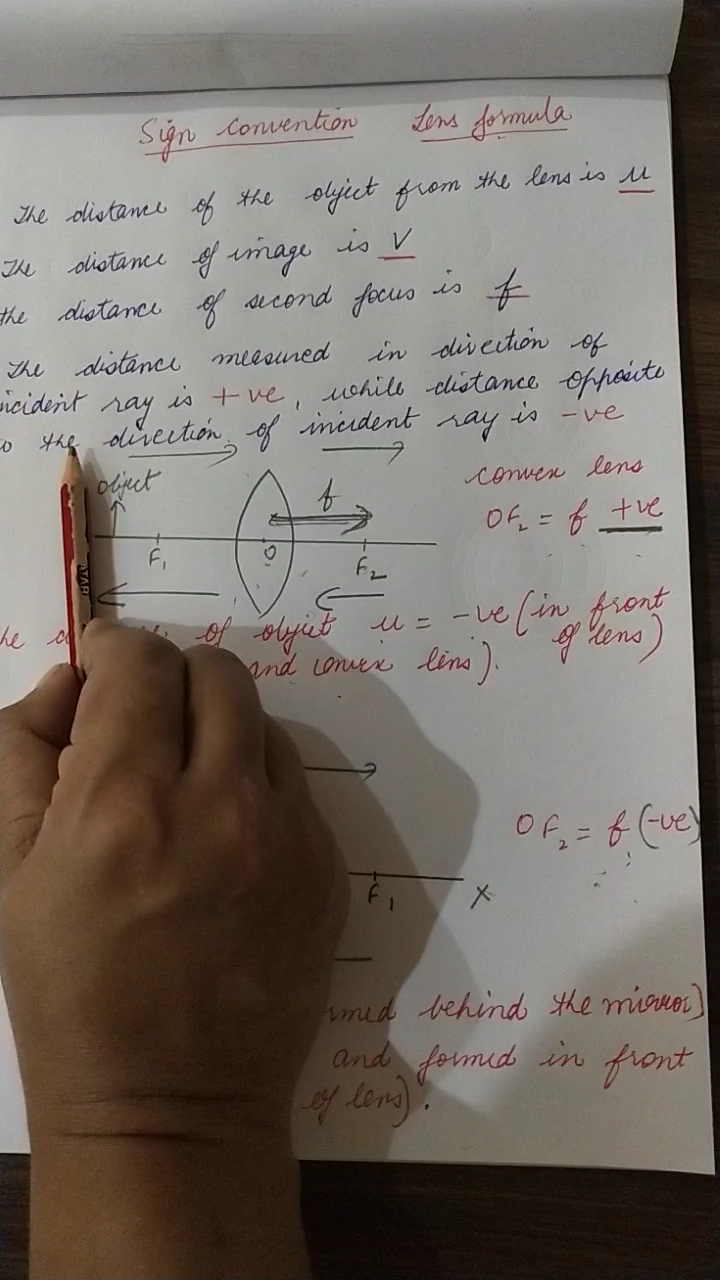 Sign convention Lens formula
The distance of the object from the lens is u
The distance of image is V
the distance of second focus is f
The distance measured in direction of
ncident ray is +ve, while distance opposite
o the direction of incident ray is -ve
object
f
convex lens
OF₂ = f +ve
F₁ O F₂
he of object u = -ve (in front
of lens)
and convex lens).
OF₂ = f (-ve)
F₁ X
rmed behind the mirror)
and formed in front
of lens).